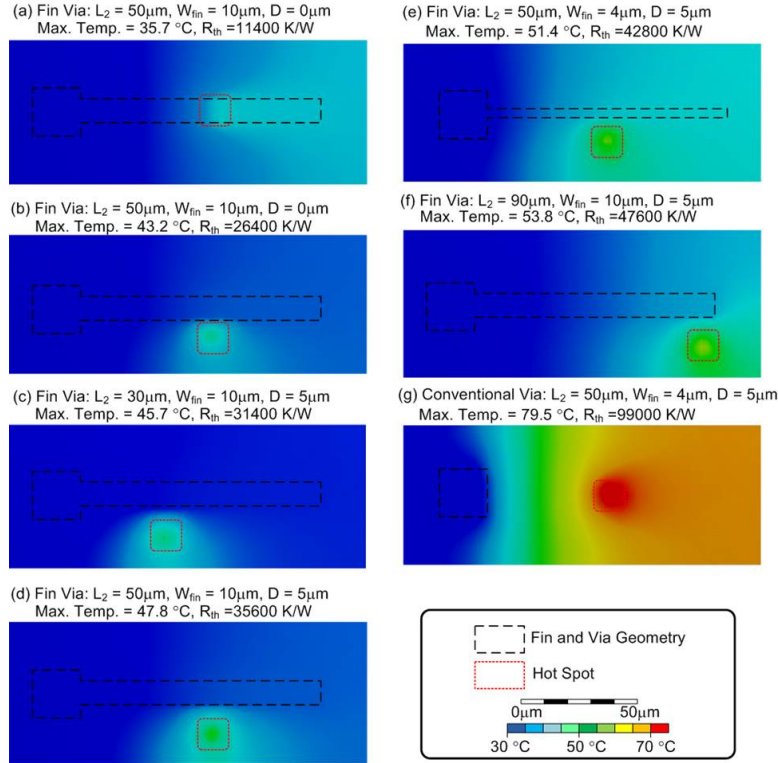 (a) Fin Via: L₂ = 50μm, W_fin = 10μm, D = 0μm
Max. Temp. = 35.7 °C, R_th =11400 K/W
(b) Fin Via: L₂ = 50μm, W_fin = 10μm, D = 0μm
Max. Temp. = 43.2 °C, R_th =26400 K/W
(c) Fin Via: L₂ = 30μm, W_fin = 10μm, D = 5μm
Max. Temp. = 45.7 °C, R_th =31400 K/W
(d) Fin Via: L₂ = 50μm, W_fin = 10μm, D = 5μm
Max. Temp. = 47.8 °C, R_th =35600 K/W
(e) Fin Via: L₂ = 50μm, W_fin = 4μm, D = 5μm
Max. Temp. = 51.4 °C, R_th =42800 K/W
(f) Fin Via: L₂ = 90μm, W_fin = 10μm, D = 5μm
Max. Temp. = 53.8 °C, R_th =47600 K/W
(g) Conventional Via: L₂ = 50μm, W_fin = 4μm, D = 5μm
Max. Temp. = 79.5 °C, R_th =99000 K/W
Fin and Via Geometry
Hot Spot
0μm 50μm
30 °C 50 °C 70 °C